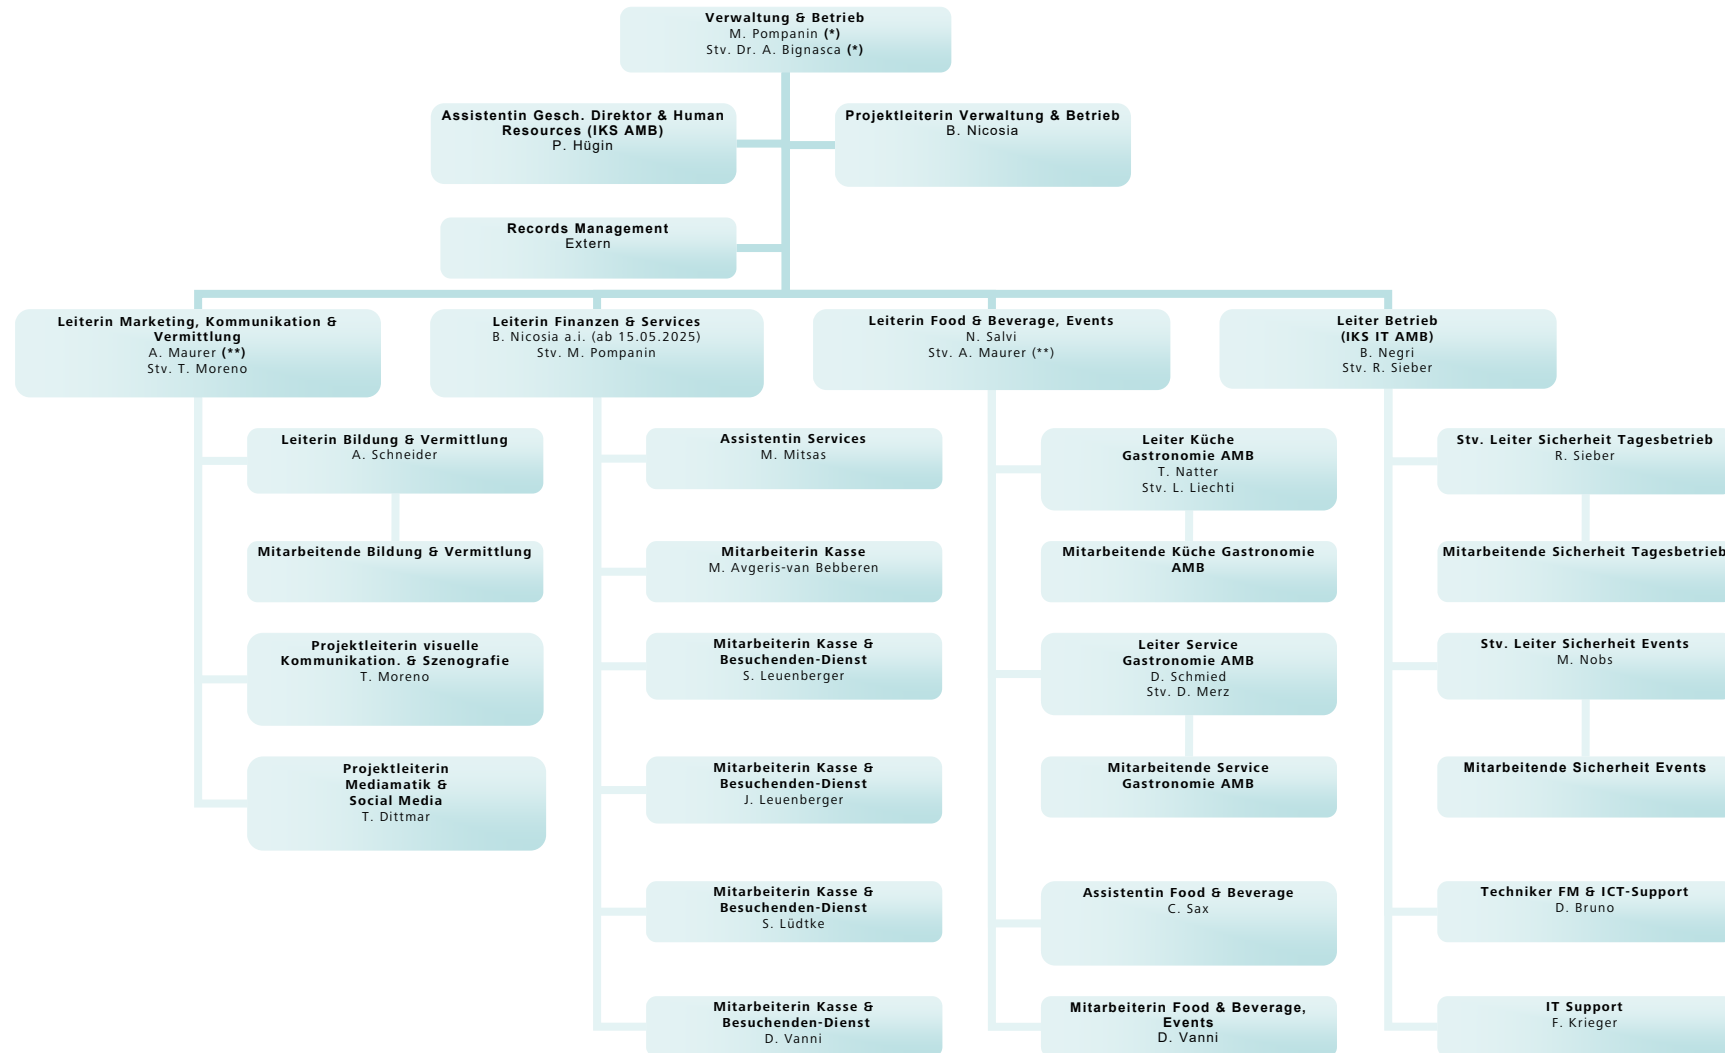 Verwaltung & Betrieb
M. Pompanin (*)
Stv. Dr. A. Bignasca (*)
Assistentin Gesch. Direktor & Human
Resources (IKS AMB)
P. Hügin
Projektleiterin Verwaltung & Betrieb
B. Nicosia
Records Management
Extern
Leiterin Marketing, Kommunikation &
Vermittlung
A. Maurer (**)
Stv. T. Moreno
Leiterin Finanzen & Services
B. Nicosia a.i. (ab 15.05.2025)
Stv. M. Pompanin
Leiterin Food & Beverage, Events
N. Salvi
Stv. A. Maurer (**)
Leiter Betrieb
(IKS IT AMB)
B. Negri
Stv. R. Sieber
Leiterin Bildung & Vermittlung
A. Schneider
Mitarbeitende Bildung & Vermittlung
Projektleiterin visuelle
Kommunikation. & Szenografie
T. Moreno
Projektleiterin
Mediamatik &
Social Media
T. Dittmar
Assistentin Services
M. Mitsas
Mitarbeiterin Kasse
M. Avgeris-van Bebberen
Mitarbeiterin Kasse &
Besuchenden-Dienst
S. Leuenberger
Mitarbeiterin Kasse &
Besuchenden-Dienst
J. Leuenberger
Mitarbeiterin Kasse &
Besuchenden-Dienst
S. Lüdtke
Mitarbeiterin Kasse &
Besuchenden-Dienst
D. Vanni
Leiter Küche
Gastronomie AMB
T. Natter
Stv. L. Liechti
Mitarbeitende Küche Gastronomie
AMB
Leiter Service
Gastronomie AMB
D. Schmied
Stv. D. Merz
Mitarbeitende Service
Gastronomie AMB
Assistentin Food & Beverage
C. Sax
Mitarbeiterin Food & Beverage,
Events
D. Vanni
Stv. Leiter Sicherheit Tagesbetrieb
R. Sieber
Mitarbeitende Sicherheit Tagesbetrieb
Stv. Leiter Sicherheit Events
M. Nobs
Mitarbeitende Sicherheit Events
Techniker FM & ICT-Support
D. Bruno
IT Support
F. Krieger